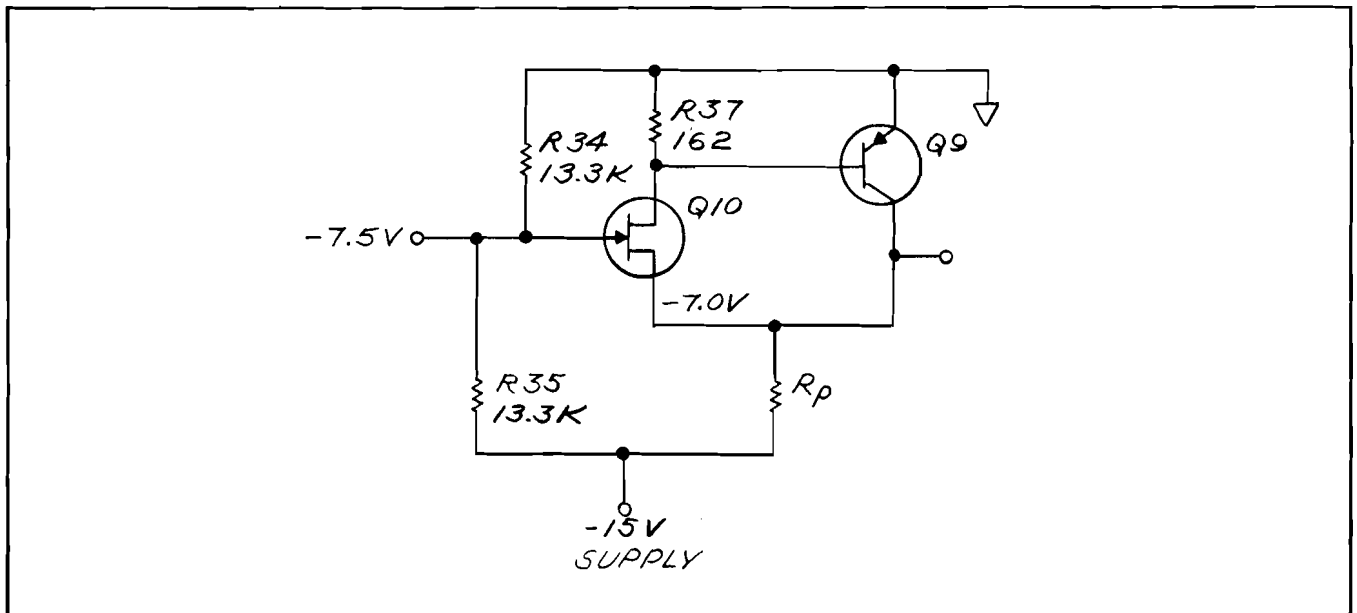 R37
162
R34
13.3K
Q9
Q10
-7.5V
-7.0V
R35
13.3K
Rp
-15V
SUPPLY